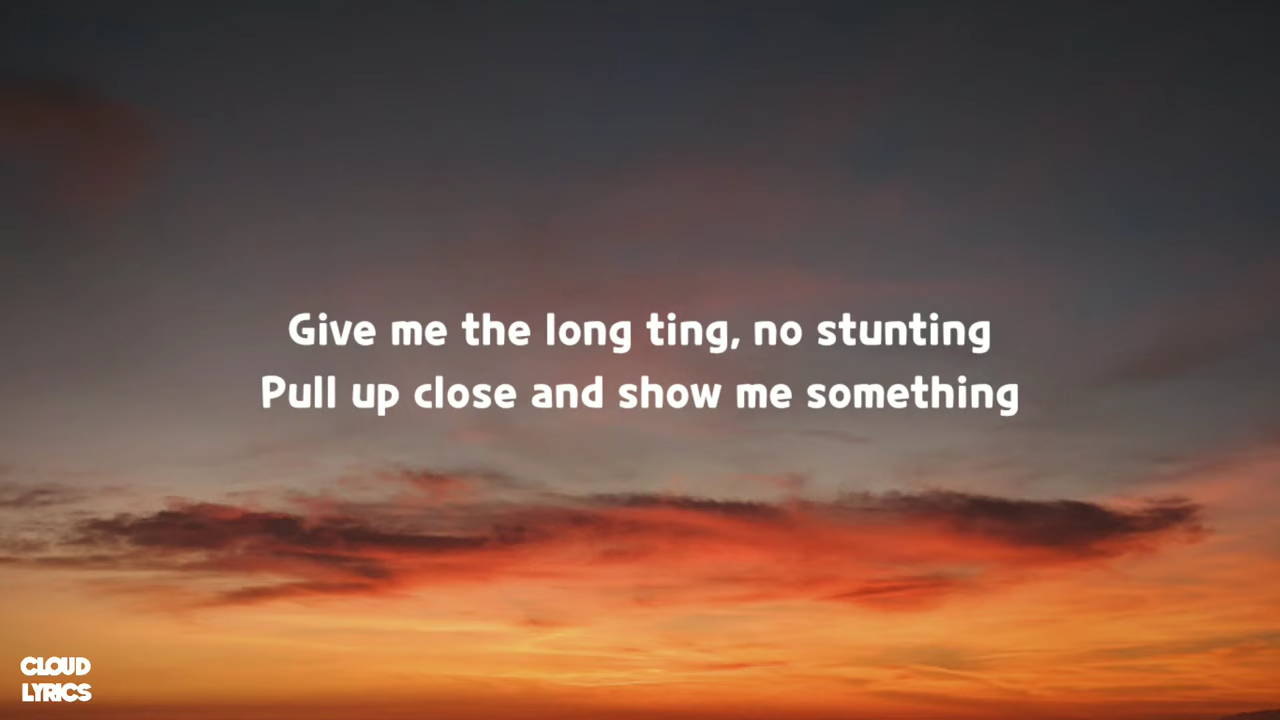 Give me the long ting, no stunting
Pull up close and show me something
CLOUD
LYRICS